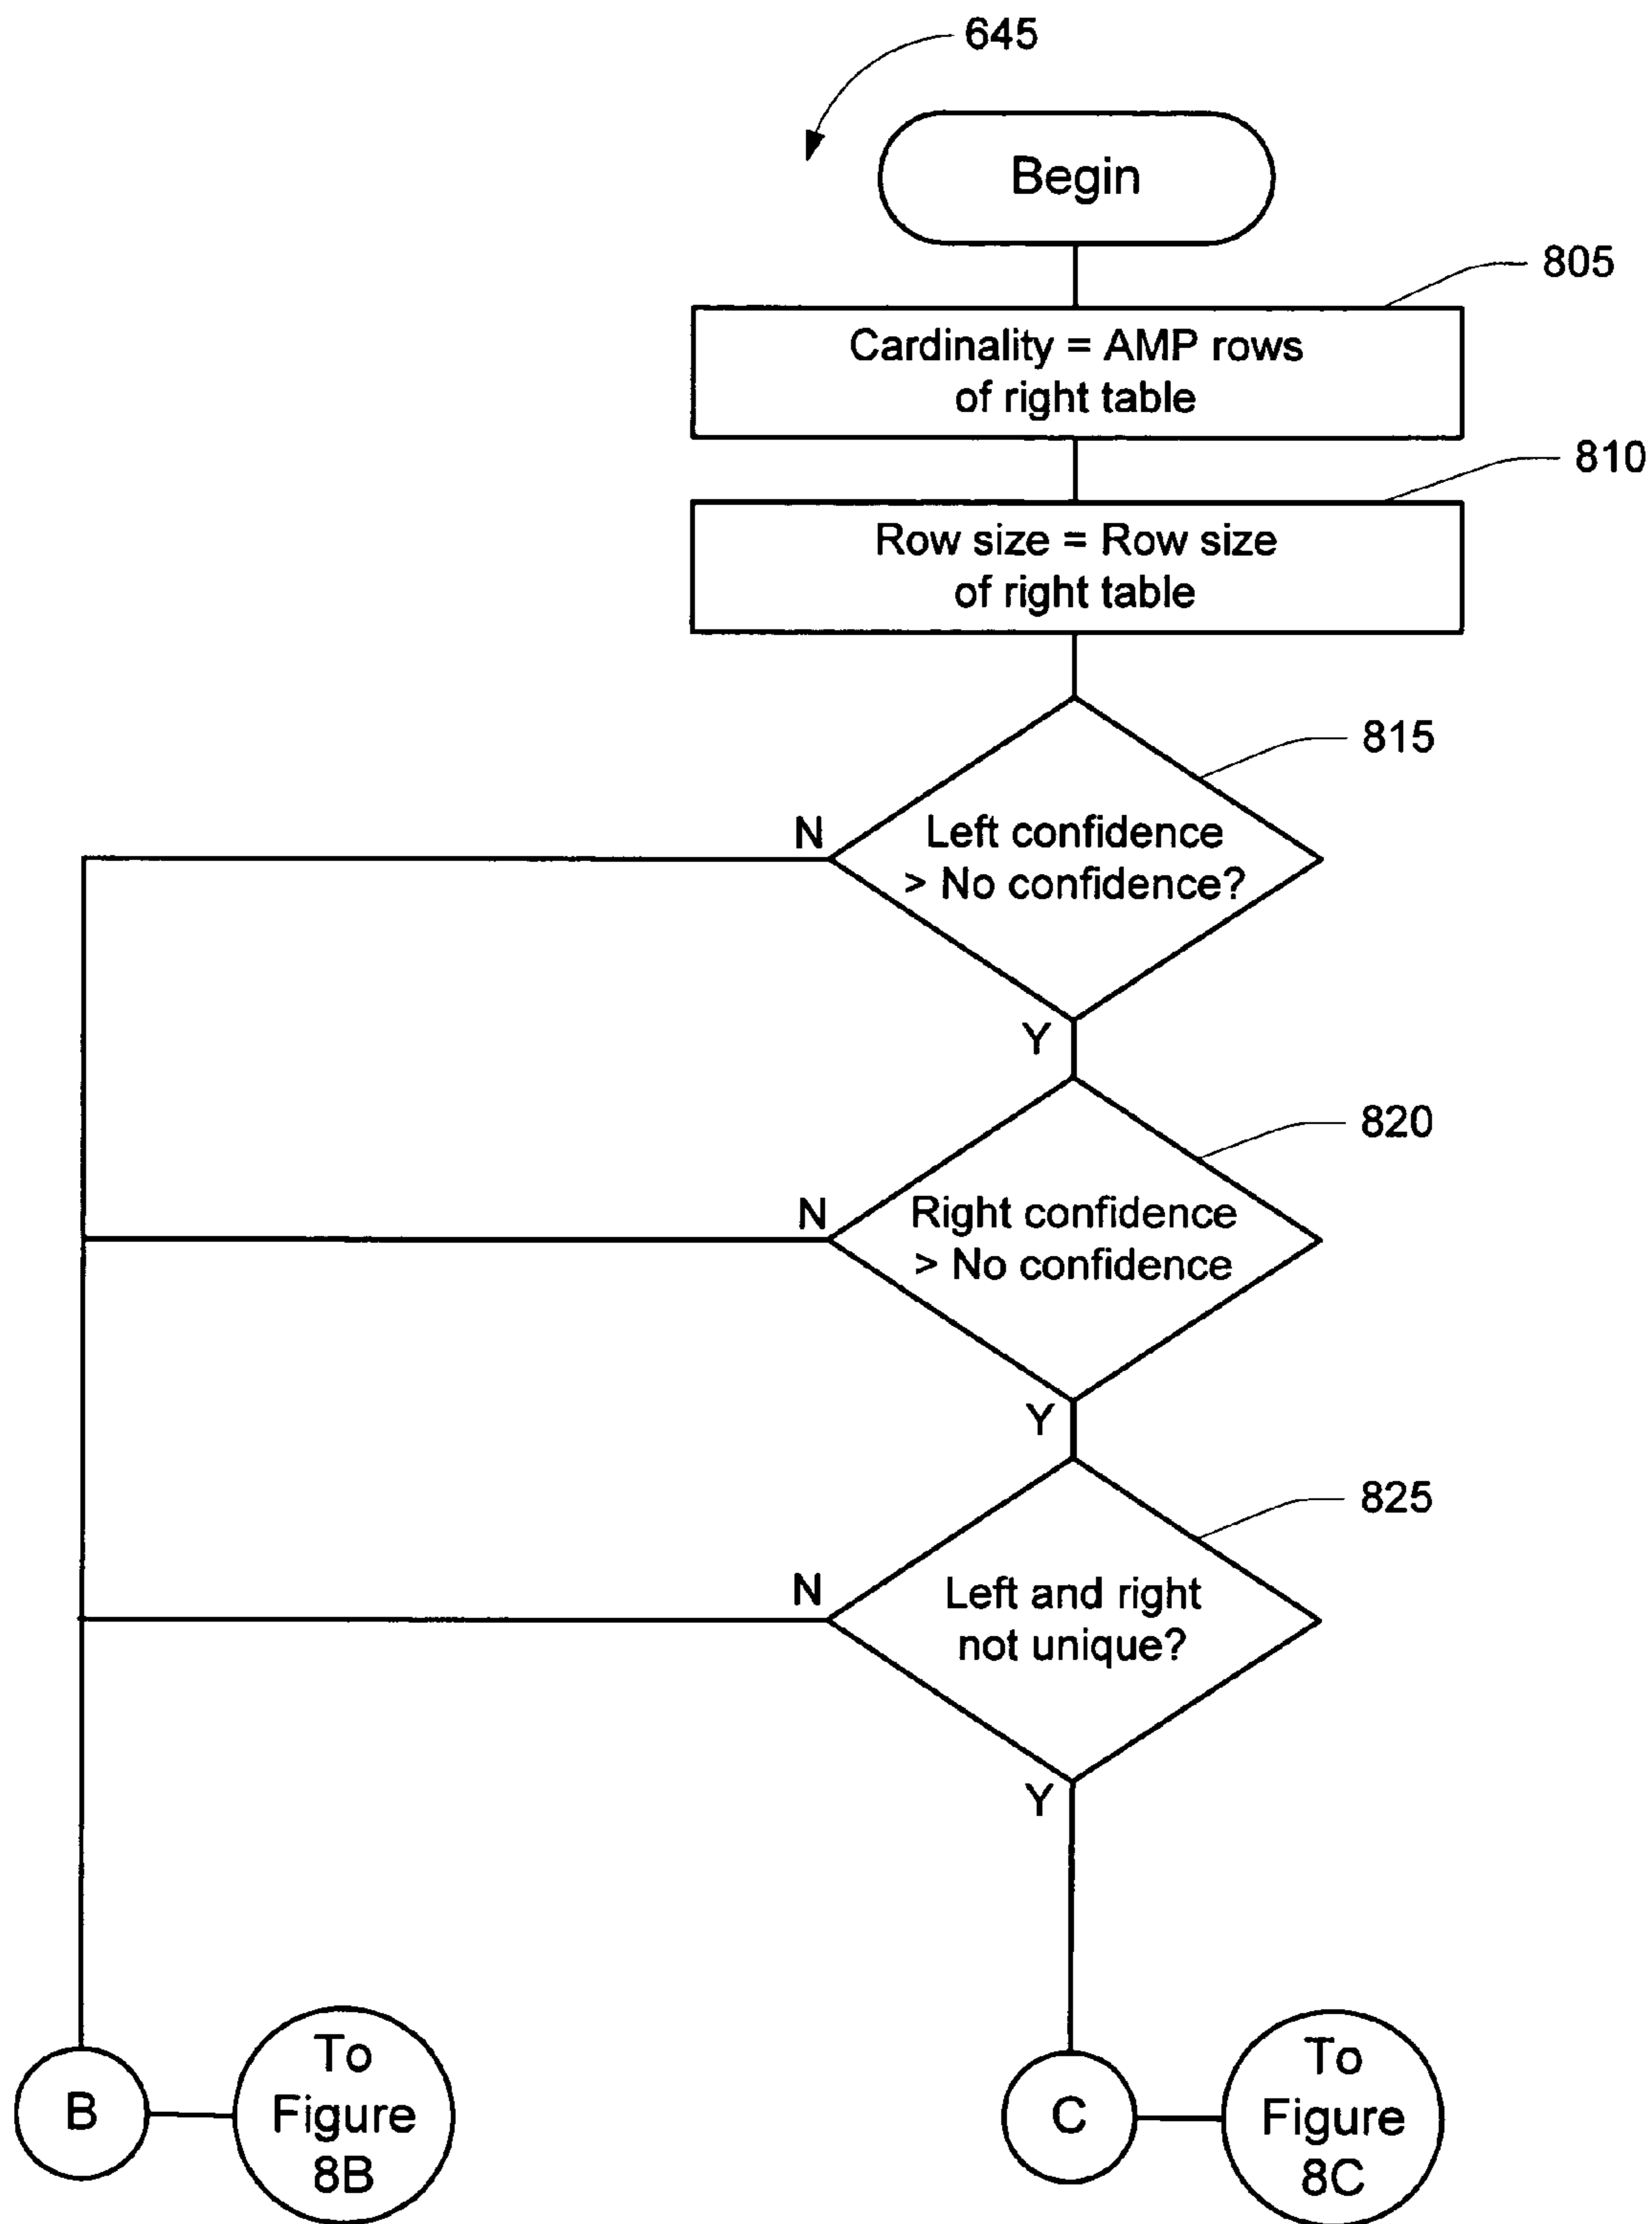 645
Begin
805
Cardinality = AMP rows
of right table
810
Row size = Row size
of right table
815
N
Left confidence
> No confidence?
Y
820
N
Right confidence
> No confidence
Y
825
N
Left and right
not unique?
Y
B
To
Figure
8B
C
To
Figure
8C